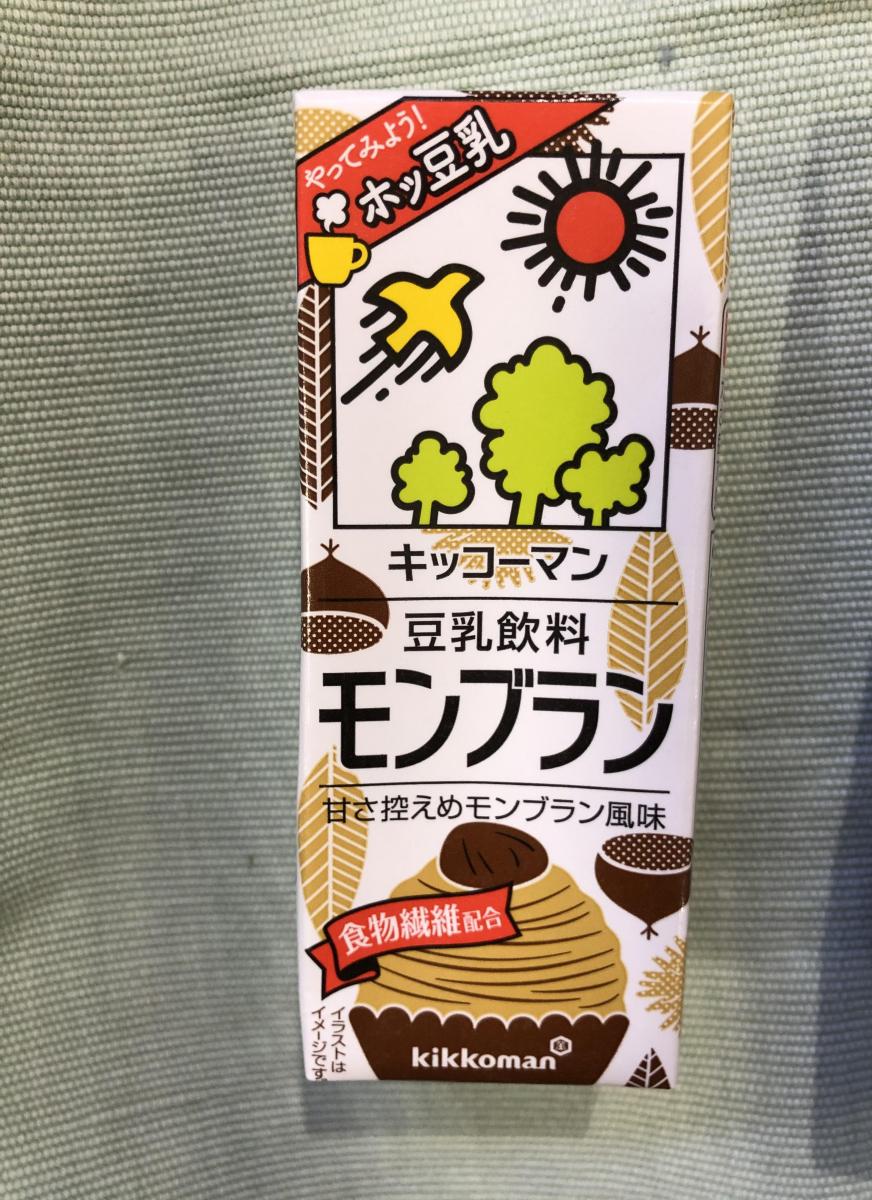 やってみよう!
ホッ豆乳
キッコーマン
豆乳飲料
モンブラン
甘さ控えめモンブラン風味
食物繊維配合
イラストは
イメージです。
kikkoman